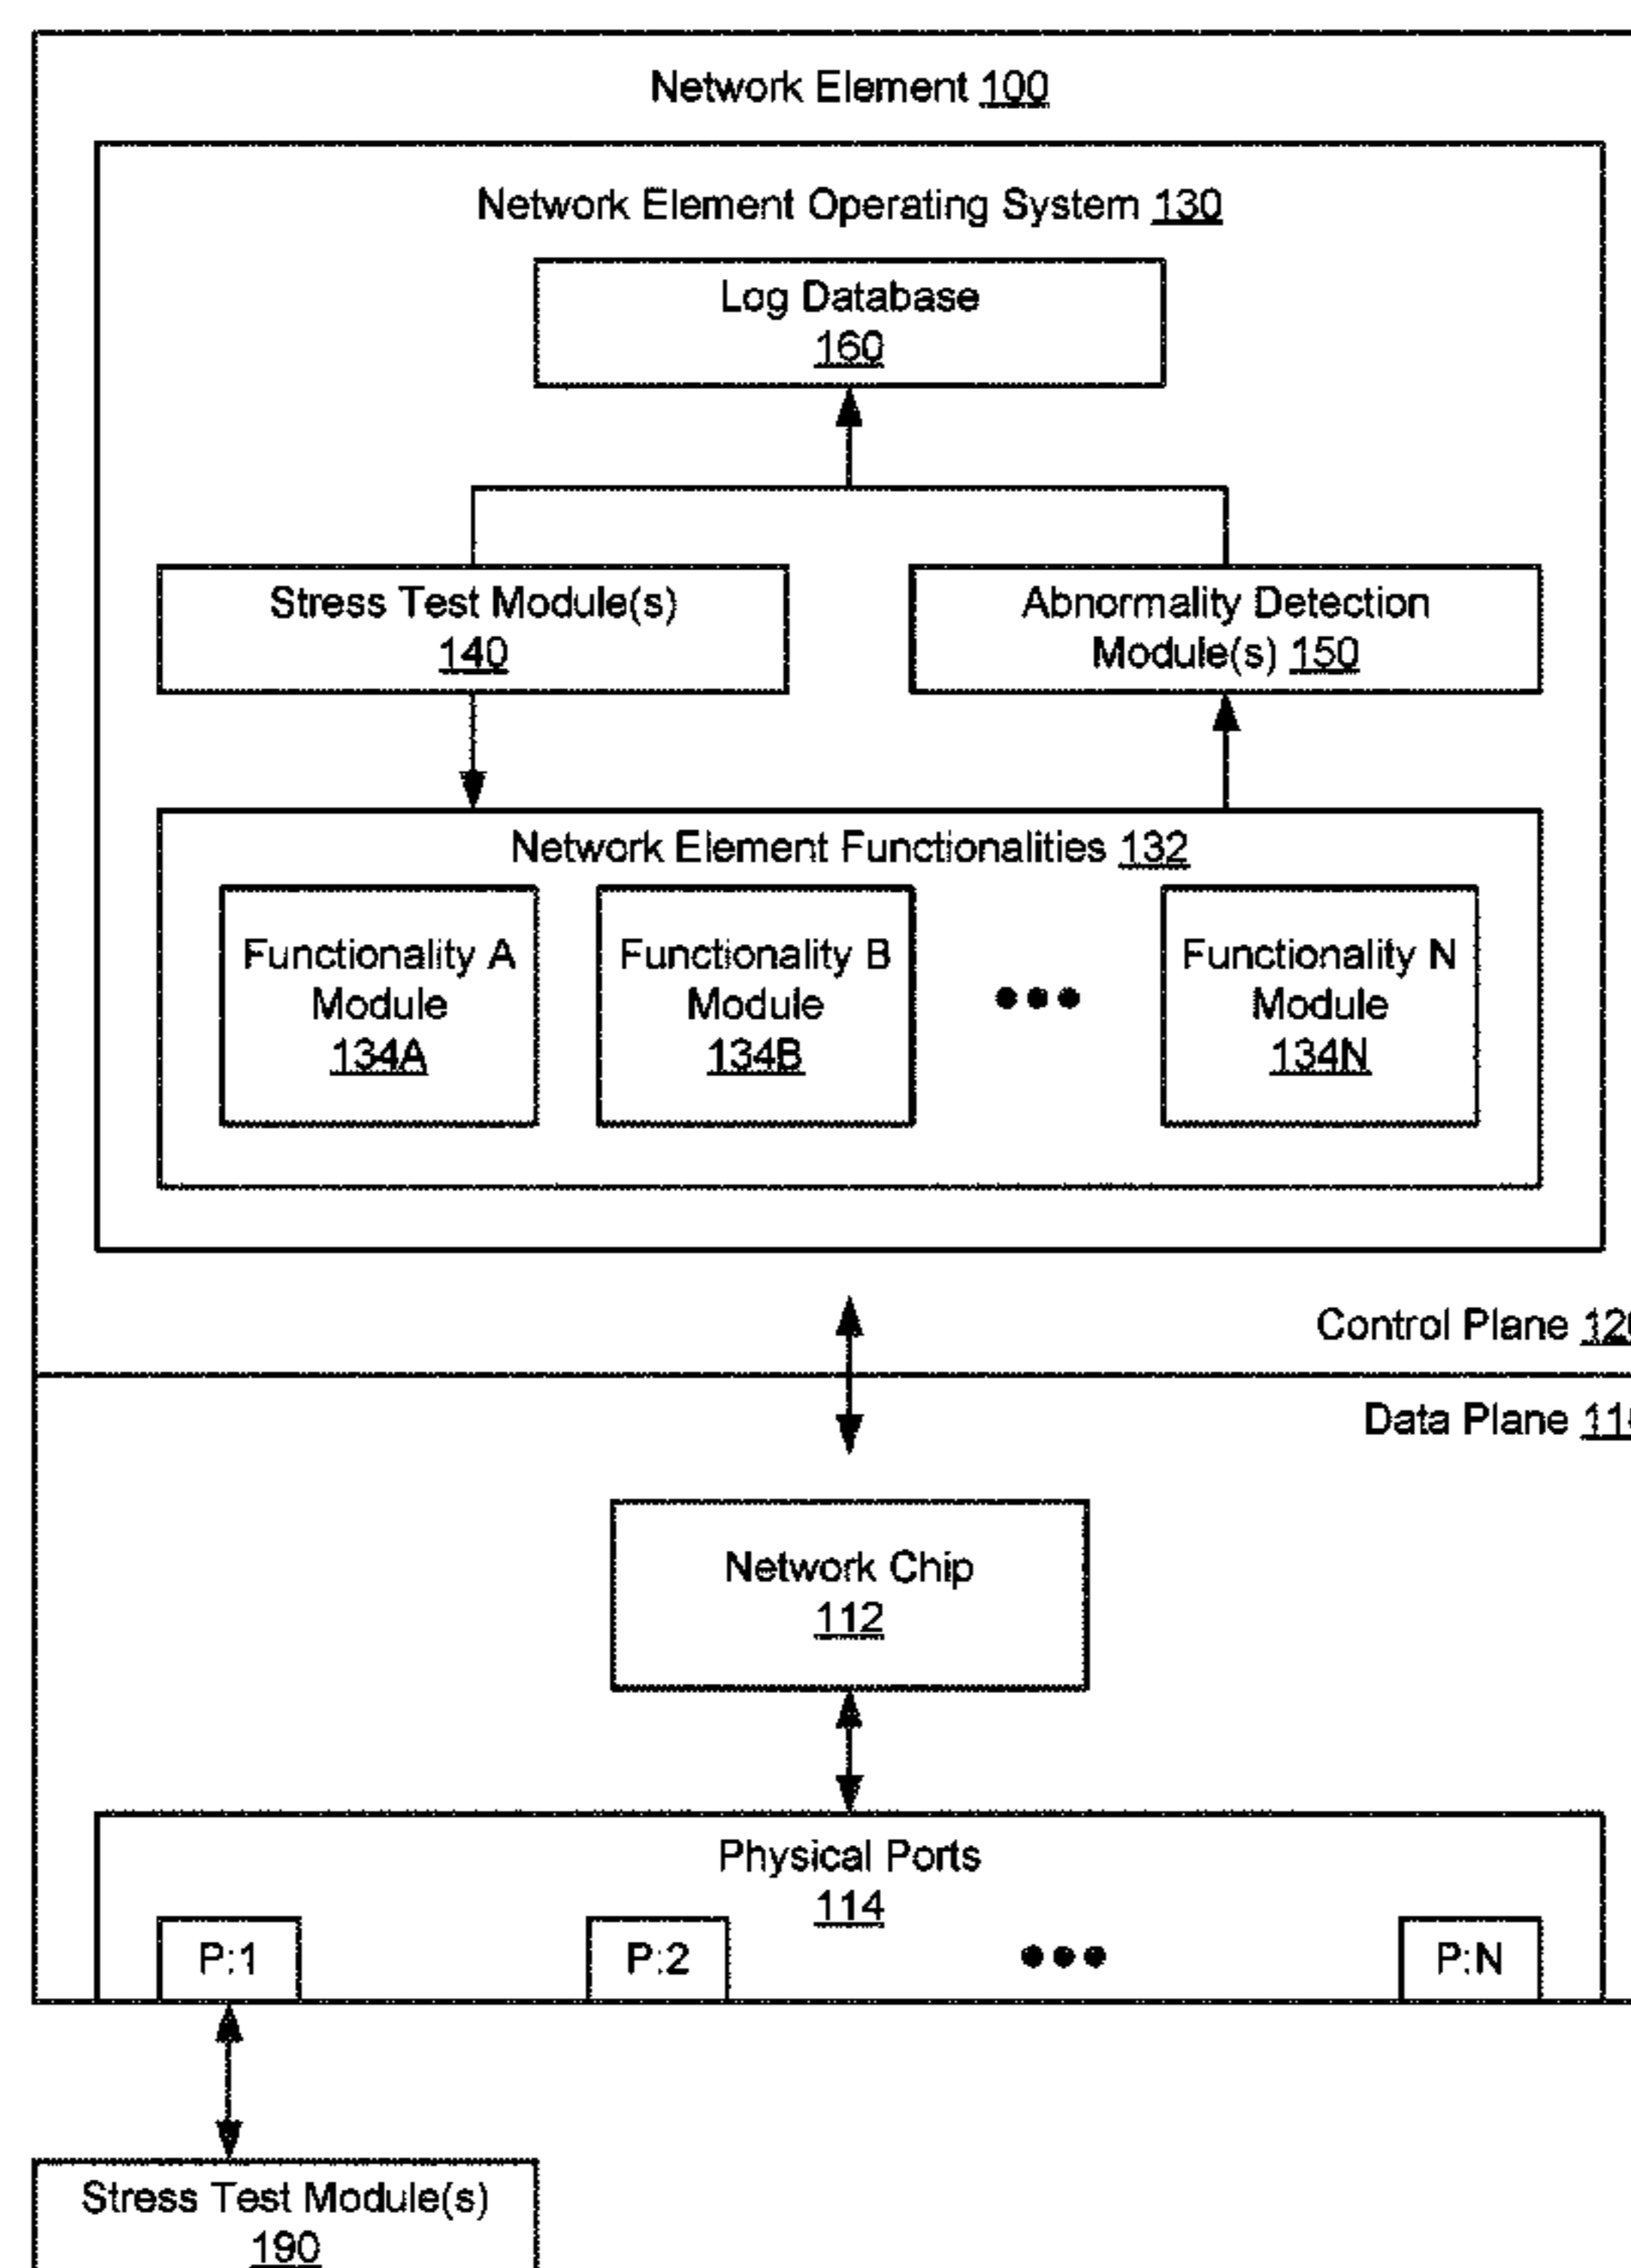 Network Element 100
Network Element Operating System 130
Log Database
160
Stress Test Module(s)
140
Abnormality Detection
Module(s) 150
Network Element Functionalities 132
Functionality A
Module
134A
Functionality B
Module
134B
Functionality N
Module
134N
Control Plane
Data Plane
Network Chip
112
Physical Ports
114
P:1
P:2
P:N
Stress Test Module(s)
190